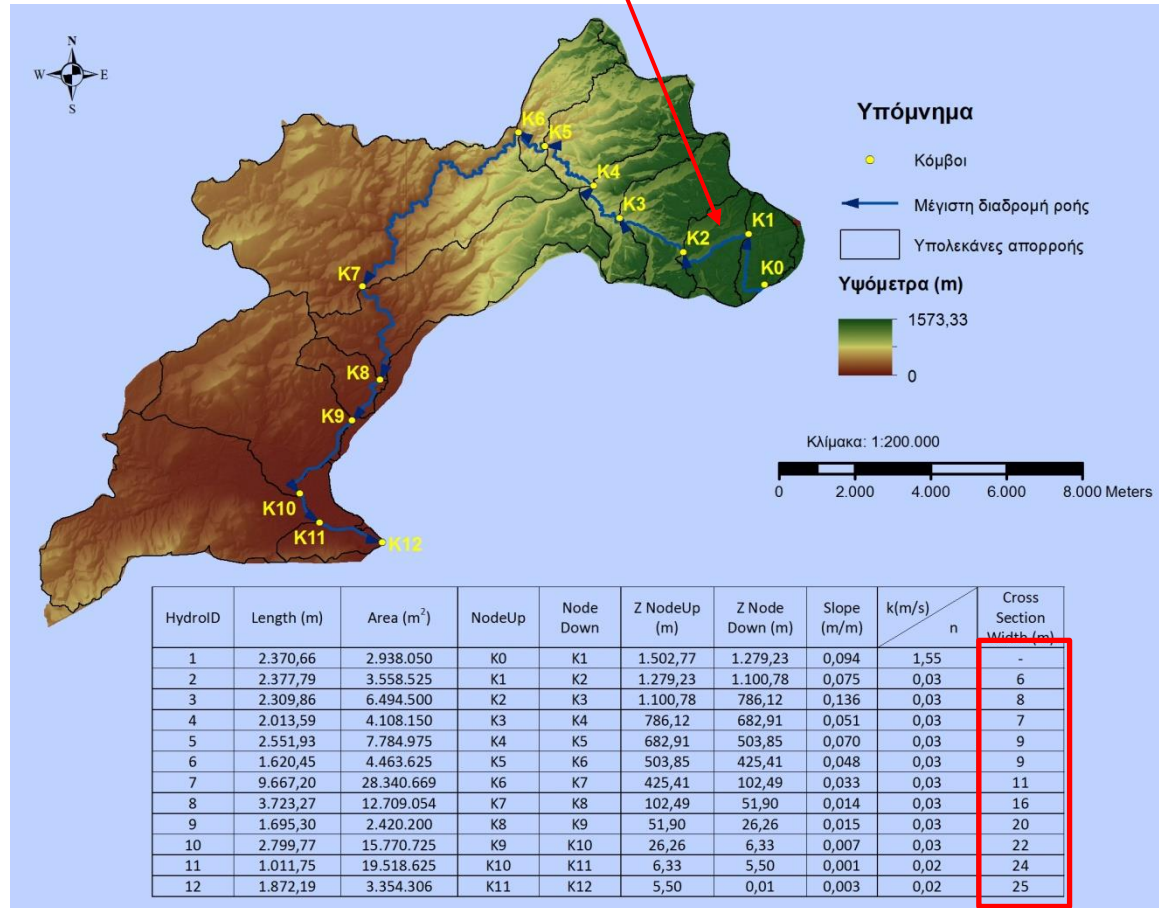 N
W E
S
K6
K5
K4
K3
K2
K1
K0
K7
K8
K9
K10
K11
K12
Υπόμνημα
Κόμβοι
Μέγιστη διαδρομή ροής
Υπολεκάνες απορροής
Υψόμετρα (m)
1573,33
0
Κλίμακα: 1:200.000
0 2.000 4.000 6.000 8.000 Meters
HydroID Length (m) Area (m²) NodeUp Node Down Z NodeUp (m) Z Node Down (m) Slope (m/m) k(m/s) n Cross Section Width (m)
1 2.370,66 2.938.050 K0 K1 1.502,77 1.279,23 0,094 1,55 -
2 2.377,79 3.558.525 K1 K2 1.279,23 1.100,78 0,075 0,03 6
3 2.309,86 6.494.500 K2 K3 1.100,78 786,12 0,136 0,03 8
4 2.013,59 4.108.150 K3 K4 786,12 682,91 0,051 0,03 7
5 2.551,93 7.784.975 K4 K5 682,91 503,85 0,070 0,03 9
6 1.620,45 4.463.625 K5 K6 503,85 425,41 0,048 0,03 9
7 9.667,20 28.340.669 K6 K7 425,41 102,49 0,033 0,03 11
8 3.723,27 12.709.054 K7 K8 102,49 51,90 0,014 0,03 16
9 1.695,30 2.420.200 K8 K9 51,90 26,26 0,015 0,03 20
10 2.799,77 15.770.725 K9 K10 26,26 6,33 0,007 0,03 22
11 1.011,75 19.518.625 K10 K11 6,33 5,50 0,001 0,02 24
12 1.872,19 3.354.306 K11 K12 5,50 0,01 0,003 0,02 25